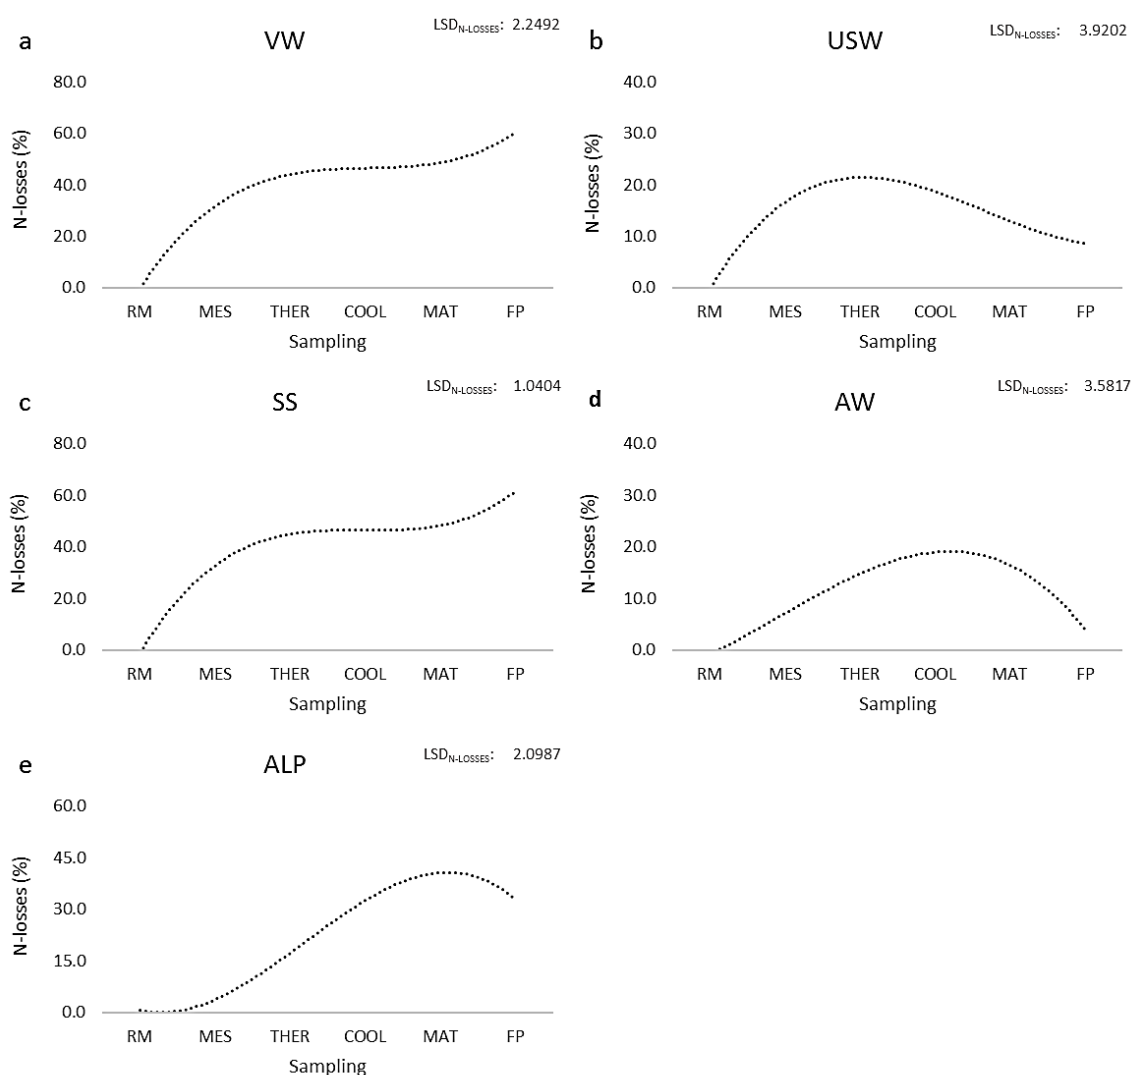 a
VW
LSDN-LOSSES: 2.2492
N-losses (%)
80.0
60.0
40.0
20.0
0.0
RM MES THER COOL MAT FP
Sampling
b
USW
LSDN-LOSSES: 3.9202
N-losses (%)
40.0
30.0
20.0
10.0
0.0
RM MES THER COOL MAT FP
Sampling
c
SS
LSDN-LOSSES: 1.0404
N-losses (%)
80.0
60.0
40.0
20.0
0.0
RM MES THER COOL MAT FP
Sampling
d
AW
LSDN-LOSSES: 3.5817
N-losses (%)
40.0
30.0
20.0
10.0
0.0
RM MES THER COOL MAT FP
Sampling
e
ALP
LSDN-LOSSES: 2.0987
N-losses (%)
60.0
45.0
30.0
15.0
0.0
RM MES THER COOL MAT FP
Sampling